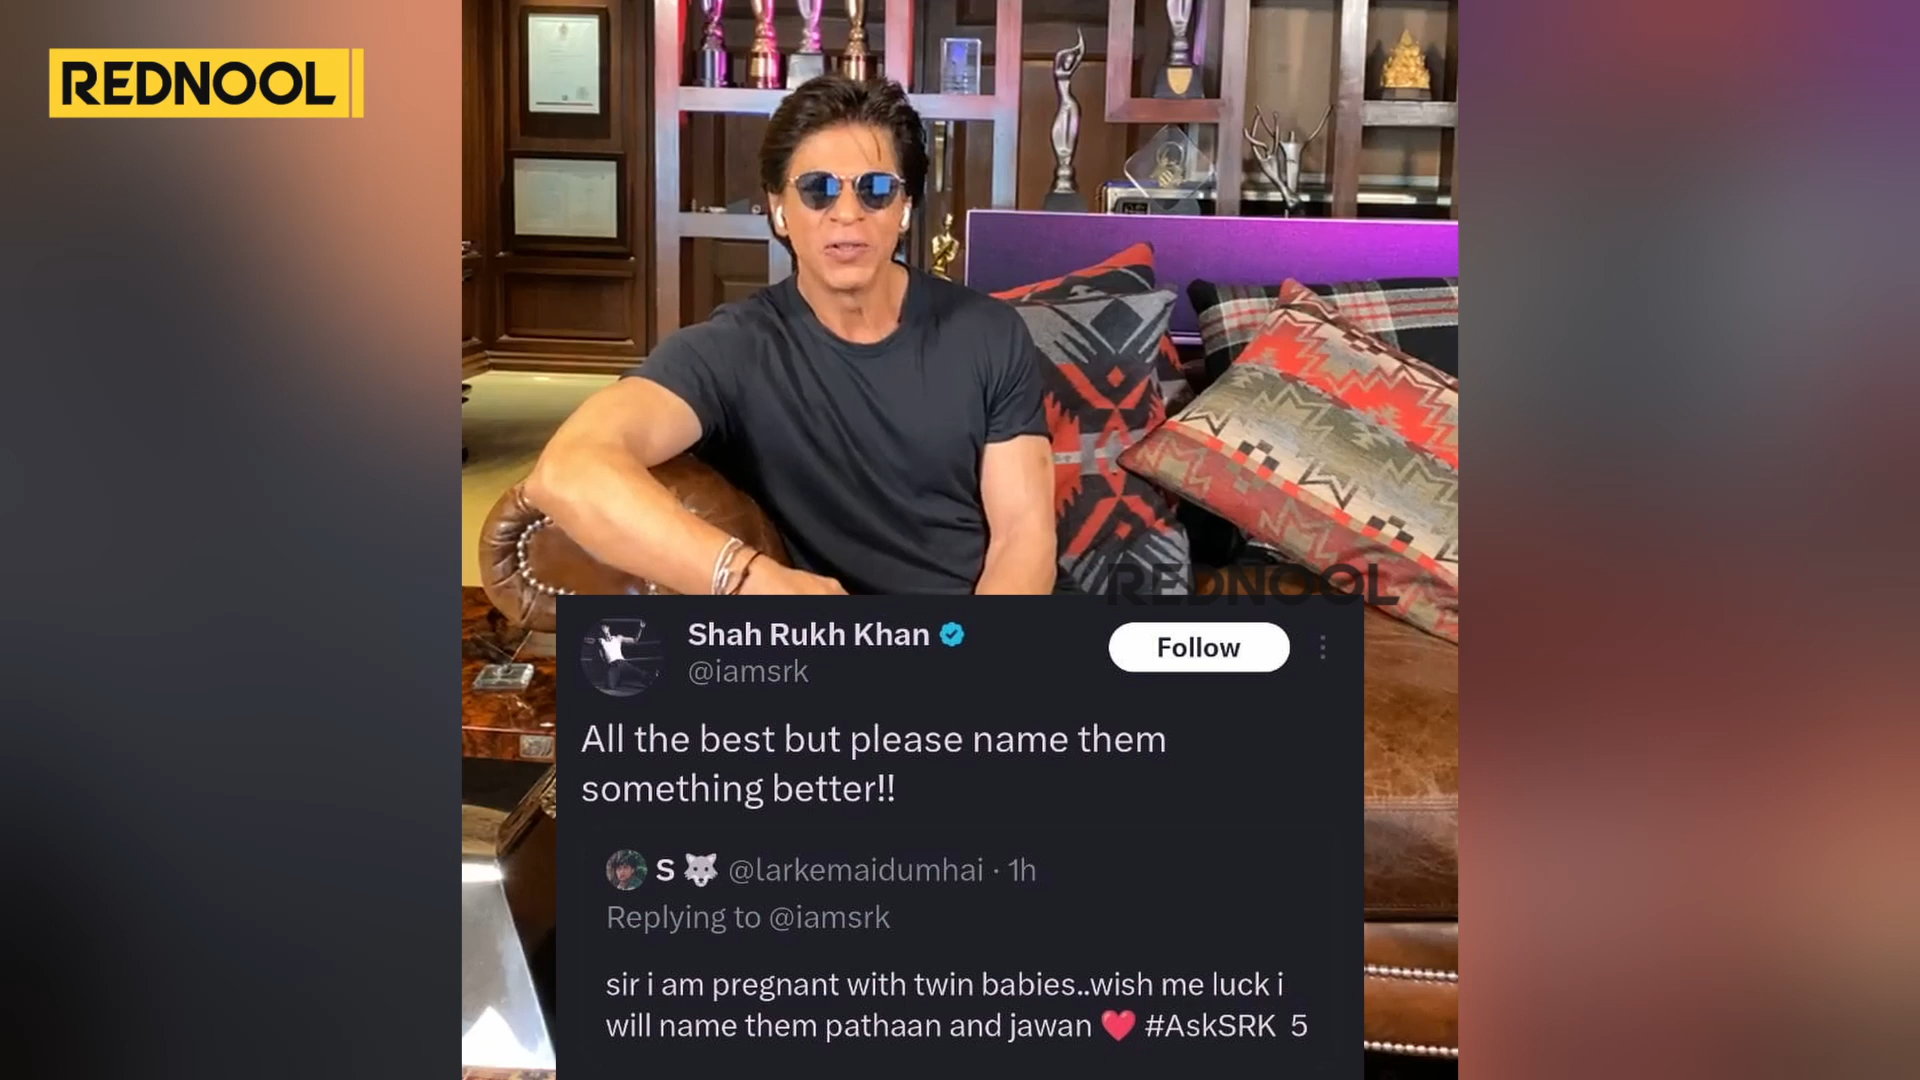 REDNOOL
REDNOOL
Shah Rukh Khan
@iamsrk
Follow
All the best but please name them
something better!!
S 🐺 @larkemaidumhai · 1h
Replying to @iamsrk
sir i am pregnant with twin babies..wish me luck i
will name them pathaan and jawan ❤️ #AskSRK 5